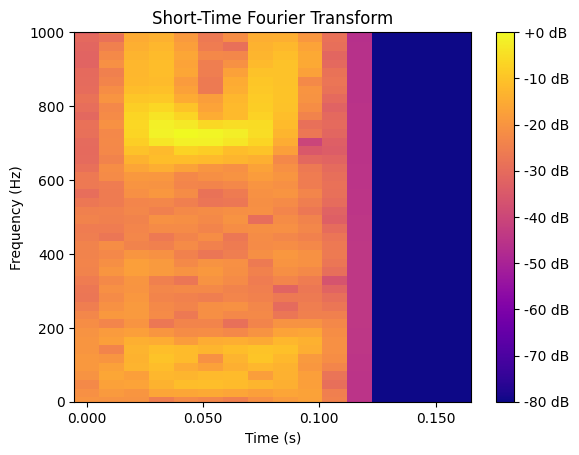 Short-Time Fourier Transform
Frequency (Hz)
1000
800
600
400
200
0
0.000
0.050
0.100
0.150
Time (s)
+0 dB
-10 dB
-20 dB
-30 dB
-40 dB
-50 dB
-60 dB
-70 dB
-80 dB